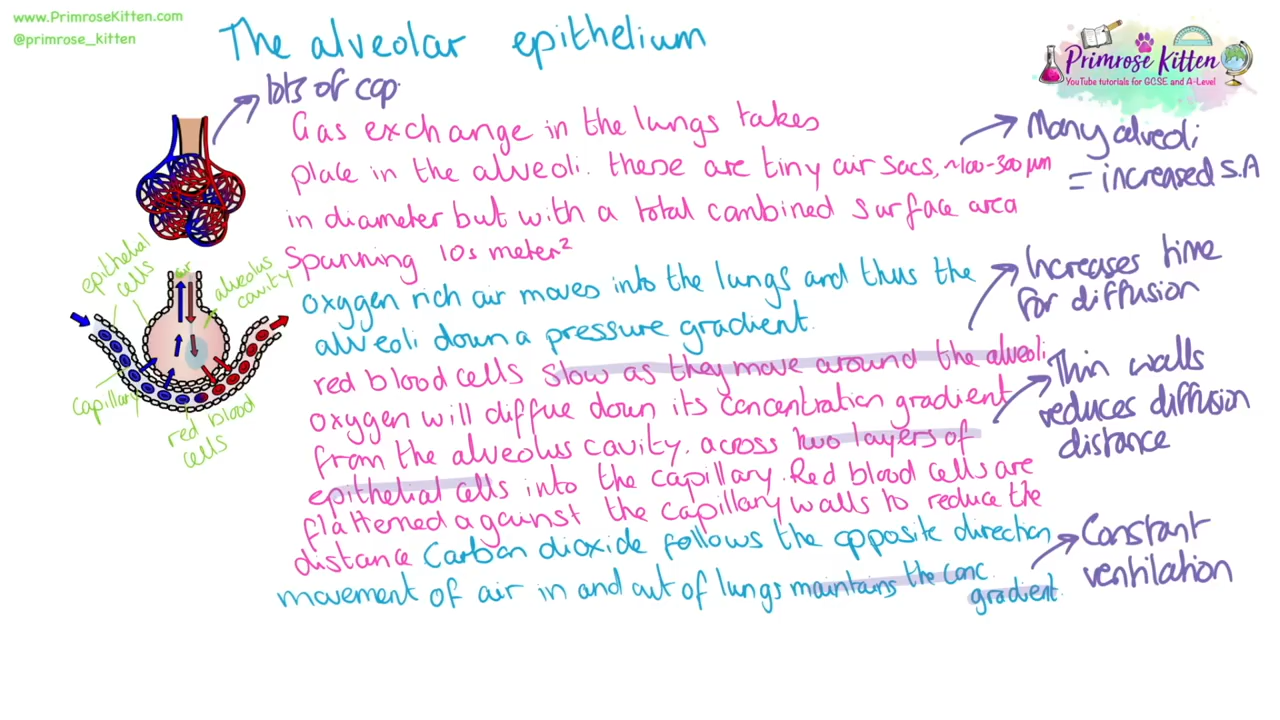 www.PrimroseKitten.com
@primrose_kitten
The alveolar epithelium
Primrose Kitten
YouTube tutorials for GCSE and A-Level
lots of cap.
Gas exchange in the lungs takes
place in the alveoli. these are tiny air sacs, ~100-300 µm
in diameter but with a total combined surface area
Spanning 10s meter²
oxygen rich air moves into the lungs and thus the
alveoli down a pressure gradient.
red blood cells slow as they move around the alveoli
oxygen will diffue down its concentration gradient
from the alveolus cavity, across two layers of
epithelial cells into the capillary. Red blood cells are
flattened against the capillary walls to reduce the
distance Carbon dioxide follows the opposite direction
movement of air in and out of lungs maintains the conc.
gradient.
Many alveoli
= increased S.A
Increases time
for diffusion
Thin walls
reduces diffusion
distance
Constant
ventilation
epithelial
cells
air
alveolus
cavity
Capillary
red blood
cells